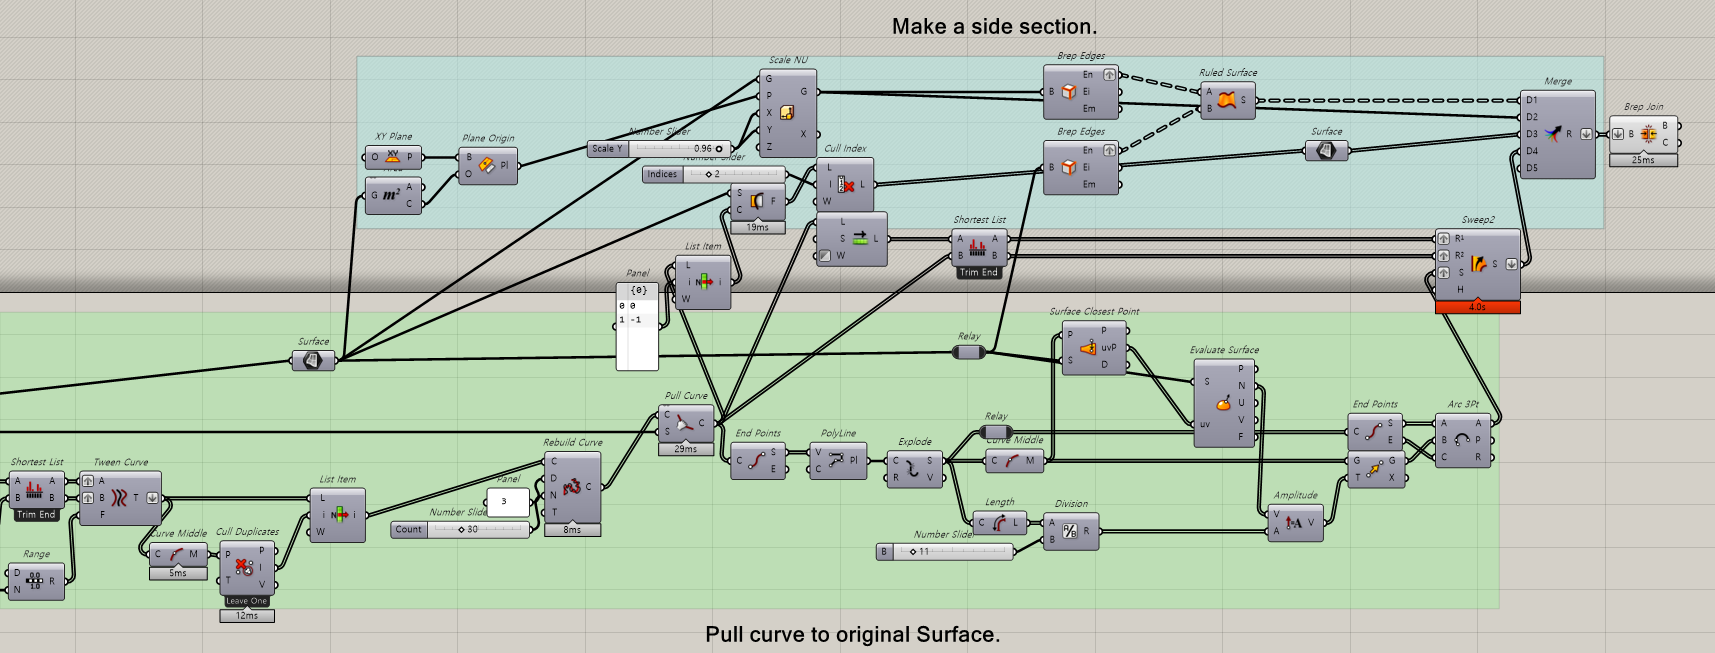 Make a side section.
Scale NU
G
P
X
Y
Z
G
X
Brep Edges
B
En
Ei
Em
Ruled Surface
A
B
S
Merge
D1
D2
D3
D4
D5
R
Brep Join
B
B
C
25ms
XY Plane
O
P
Plane Origin
B
O
Pl
G
m²
A
C
Number Slider
Scale Y
0.96
Number Slider
Indices
2
Cull Index
L
I
W
L
S
C
F
19ms
Brep Edges
B
En
Ei
Em
Surface
L
S
W
L
Shortest List
A
B
A
B
Trim End
Sweep2
R¹
R²
S
H
S
4.0s
List Item
L
i
W
N
i
Panel
{0}
0 0
1 -1
Surface
Relay
Surface Closest Point
P
S
P
uvP
D
Evaluate Surface
S
uv
P
N
U
V
F
Pull Curve
C
S
C
29ms
Relay
Curve Middle
C
M
End Points
C
S
E
Arc 3Pt
A
B
C
A
P
R
G
T
G
X
End Points
C
S
E
PolyLine
V
C
Pl
Explode
C
R
S
V
Rebuild Curve
C
D
N
T
C
8ms
Shortest List
A
B
A
B
Trim End
Tween Curve
A
B
F
T
List Item
L
i
W
N
i
Panel
3
Number Slider
Count
30
Length
C
L
Division
A
B
A/B
R
Amplitude
V
A
V
Number Slider
B
11
Curve Middle
C
M
5ms
Cull Duplicates
P
T
P
I
V
Leave One
12ms
Range
D
N
0.0
1.0
R
Pull curve to original Surface.